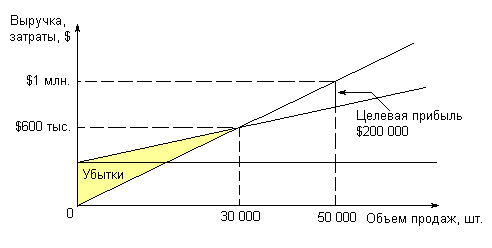 Выручка,
затраты, $
$1 млн.
$600 тыс.
Целевая прибыль
$200 000
Убытки
0
30 000
50 000
Объем продаж, шт.